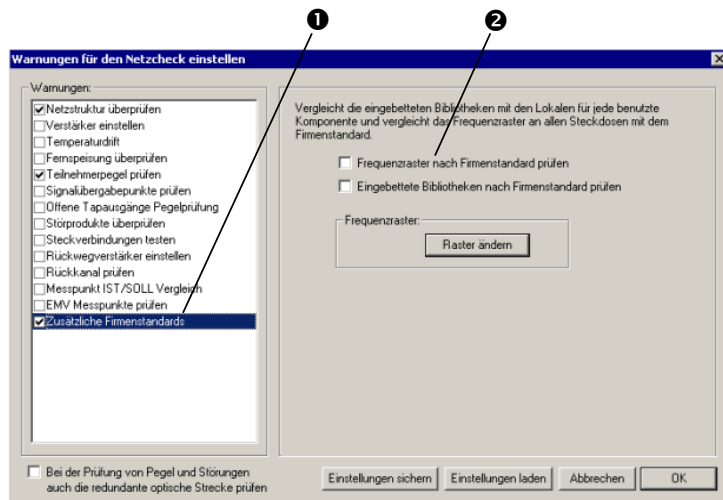 ❶ ❷
Warnungen für den Netzcheck einstellen
Warnungen:
Netzstruktur überprüfen
Verstärker einstellen
Temperaturdrift
Fernspeisung überprüfen
Teilnehmerpegel prüfen
Signalübergabepunkte prüfen
Offene Tapausgänge Pegelprüfung
Störprodukte überprüfen
Steckverbindungen testen
Rückwegverstärker einstellen
Rückkanal prüfen
Messpunkt IST/SOLL Vergleich
EMV Messpunkte prüfen
Zusätzliche Firmenstandards
Vergleicht die eingebetteten Bibliotheken mit den Lokalen für jede benutzte
Komponente und vergleicht das Frequenzraster an allen Steckdosen mit dem
Firmenstandard.
Frequenzraster nach Firmenstandard prüfen
Eingebettete Bibliotheken nach Firmenstandard prüfen
Frequenzraster:
Raster ändern
Bei der Prüfung von Pegel und Störungen
auch die redundante optische Strecke prüfen
Einstellungen sichern Einstellungen laden Abbrechen OK